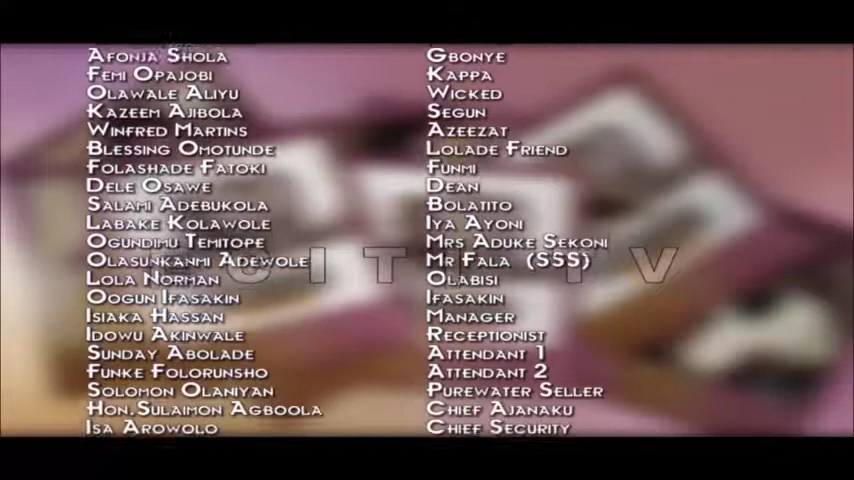 Afonja Shola Gbonye
Femi Opajobi Kappa
Olawale Aliyu Wicked
Kazeem Ajibola Segun
Winfred Martins Azeezat
Blessing Omotunde Lolade Friend
Folashade Fatoki Funmi
Dele Osawe Dean
Salami Adebukola Bolatito
Labake Kolawole Iya Ayoni
Ogundimu Temitope Mrs Aduke Sekoni
Olasunkanmi Adewole Mr Fala (SSS)
Lola Norman Olabisi
Oogun Ifasakin Ifasakin
Isiaka Hassan Manager
Idowu Akinwale Receptionist
Sunday Abolade Attendant 1
Funke Folorunsho Attendant 2
Solomon Olaniyan Purewater Seller
Hon.Sulaimon Agboola Chief Ajanaku
Isa Arowolo Chief Security
TV